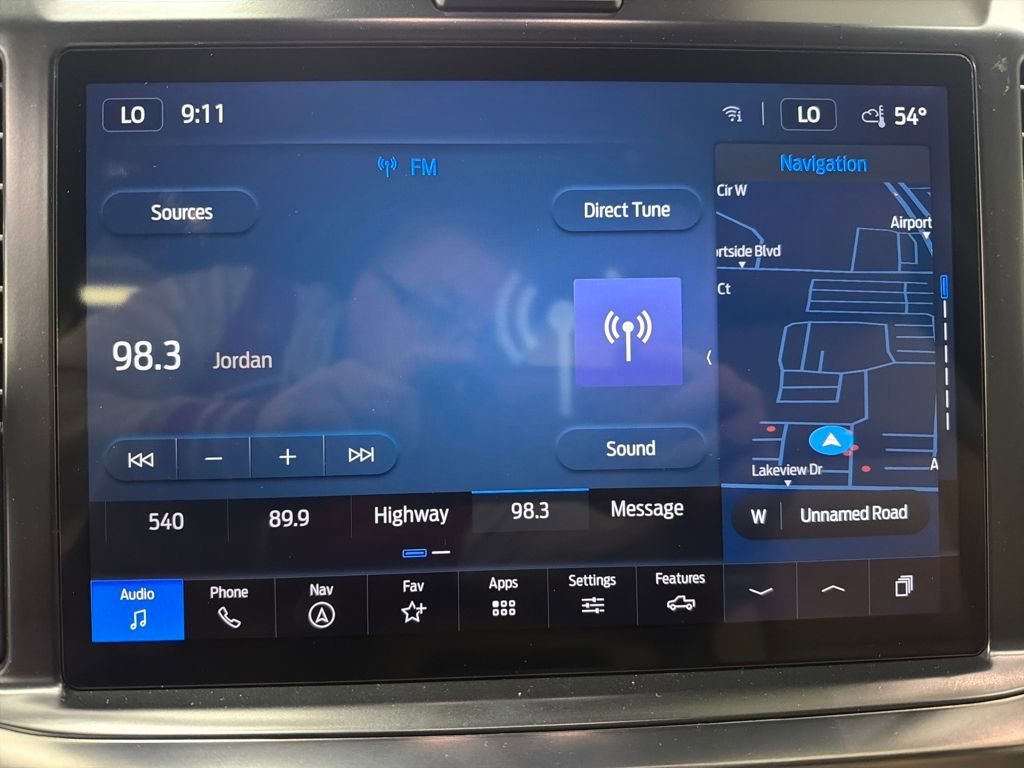 LO 9:11 LO 54°
FM
Navigation
Sources
Direct Tune
Cir W
Airport
rtside Blvd
Ct
98.3 Jordan
Sound
Lakeview Dr
A
W Unnamed Road
540 89.9 Highway 98.3 Message
Audio Phone Nav Fav Apps Settings Features